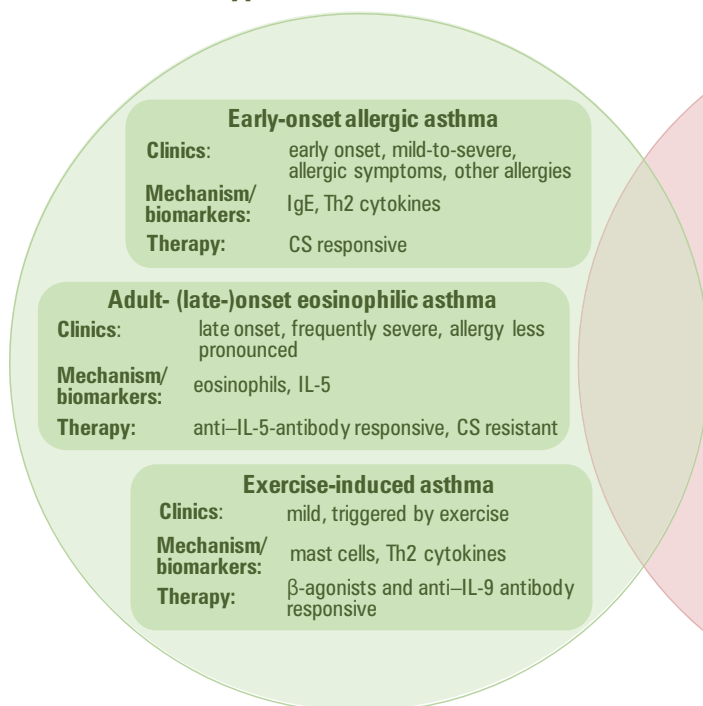 Early-onset allergic asthma
Clinics: early onset, mild-to-severe,
allergic symptoms, other allergies
Mechanism/
biomarkers: IgE, Th2 cytokines
Therapy: CS responsive
Adult- (late-)onset eosinophilic asthma
Clinics: late onset, frequently severe, allergy less
pronounced
Mechanism/
biomarkers: eosinophils, IL-5
Therapy: anti–IL-5-antibody responsive, CS resistant
Exercise-induced asthma
Clinics: mild, triggered by exercise
Mechanism/
biomarkers: mast cells, Th2 cytokines
Therapy: β-agonists and anti–IL-9 antibody
responsive